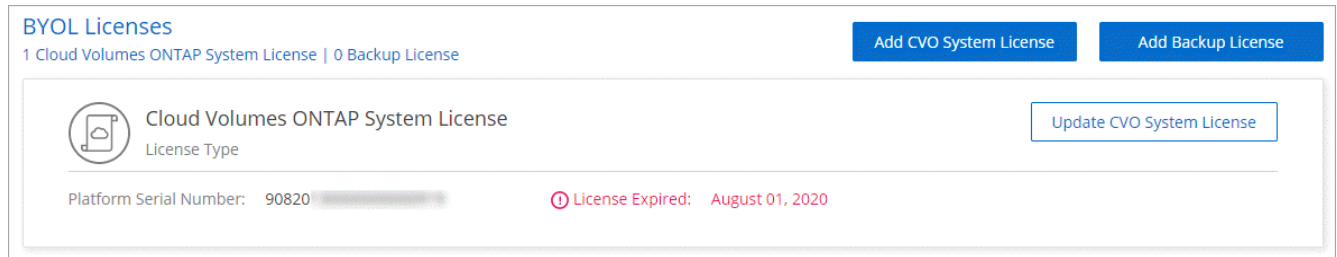 BYOL Licenses
1 Cloud Volumes ONTAP System License | 0 Backup License
Add CVO System License
Add Backup License
Cloud Volumes ONTAP System License
License Type
Update CVO System License
Platform Serial Number: 90820
License Expired: August 01, 2020